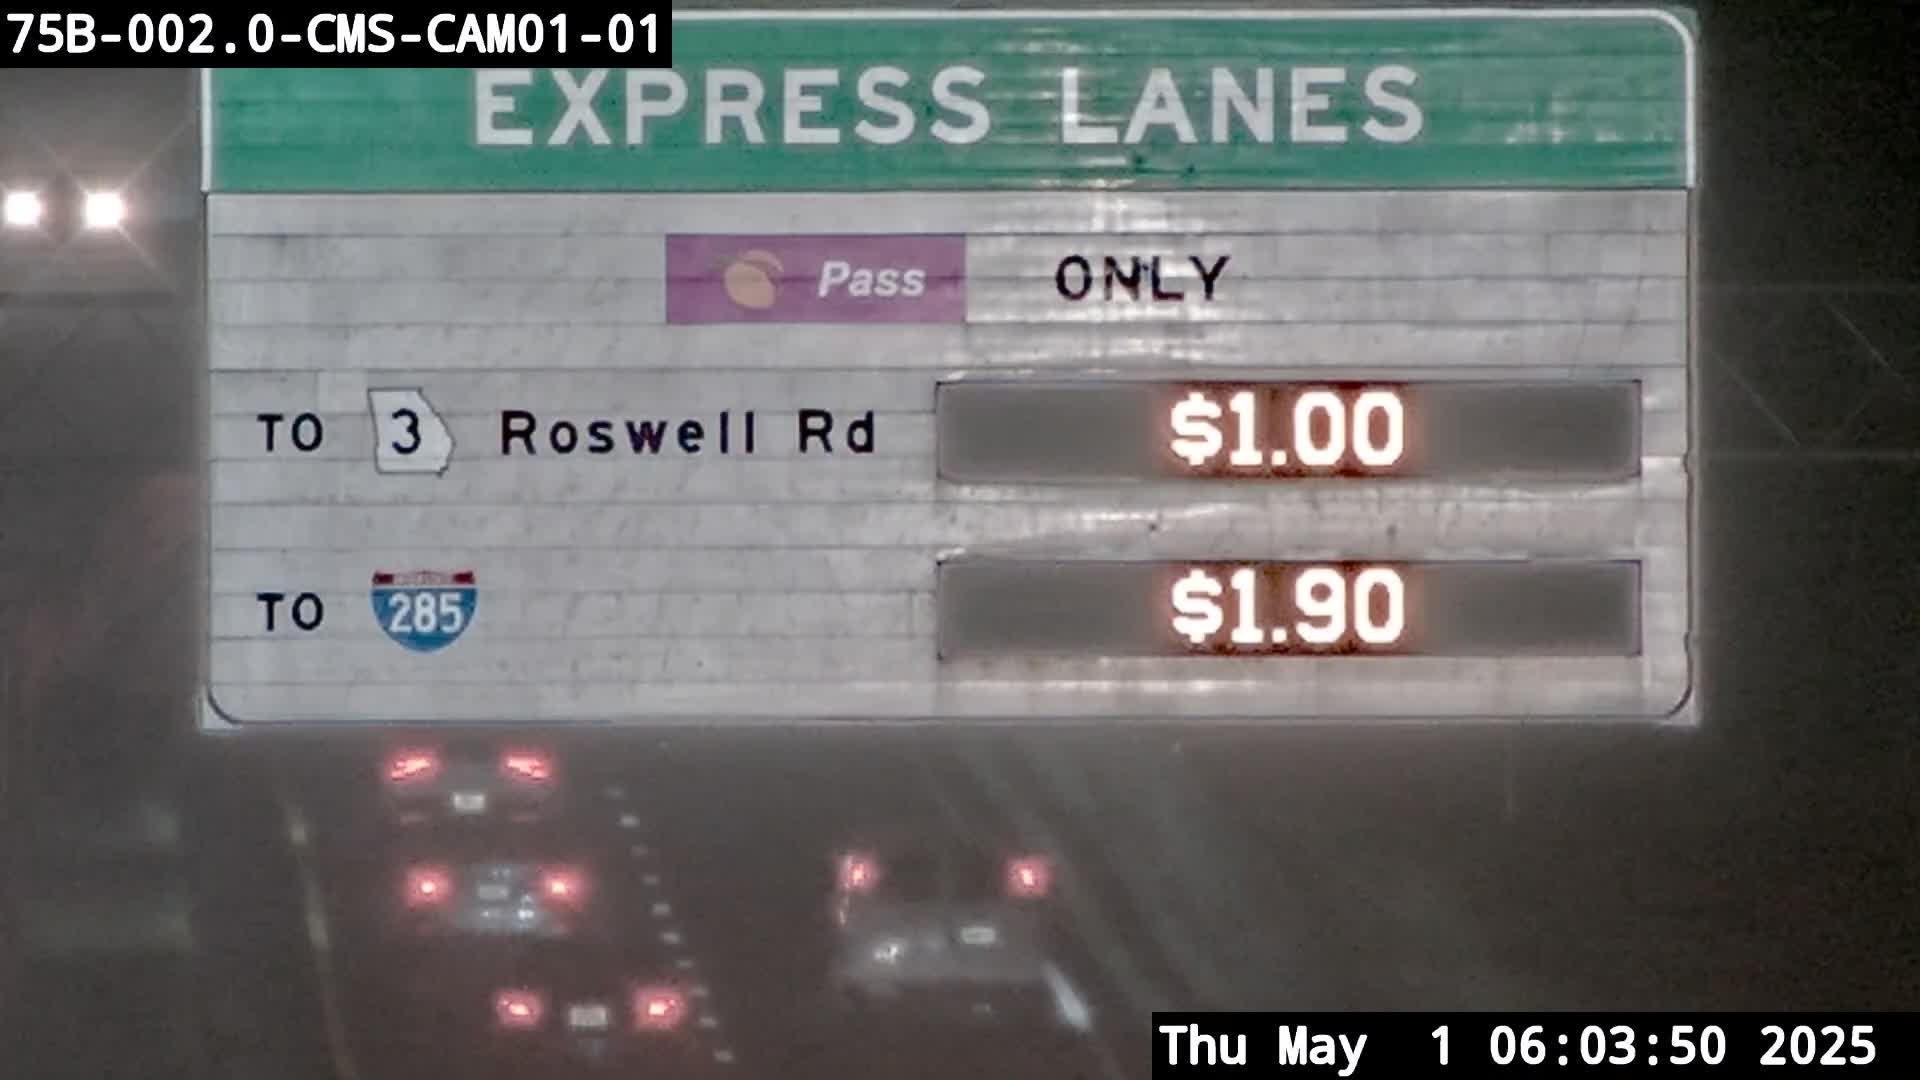 75B-002.0-CMS-CAM01-01
EXPRESS LANES
Pass ONLY
TO 3 Roswell Rd $1.00
TO 285 $1.90
Thu May 1 06:03:50 2025